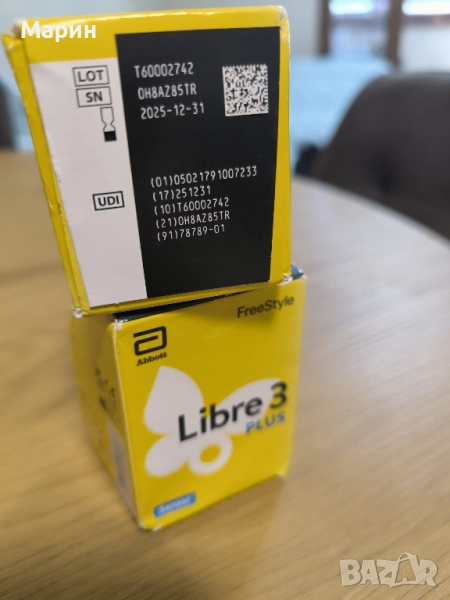 Марин
LOT
SN
T60002742
0H8AZ85TR
2025-12-31
UDI
(01)05021791007233
(17)251231
(10)T60002742
(21)0H8AZ85TR
(91)78789-01
FreeStyle
Abbott
Libre 3
PLUS
Sensor
BAZAR